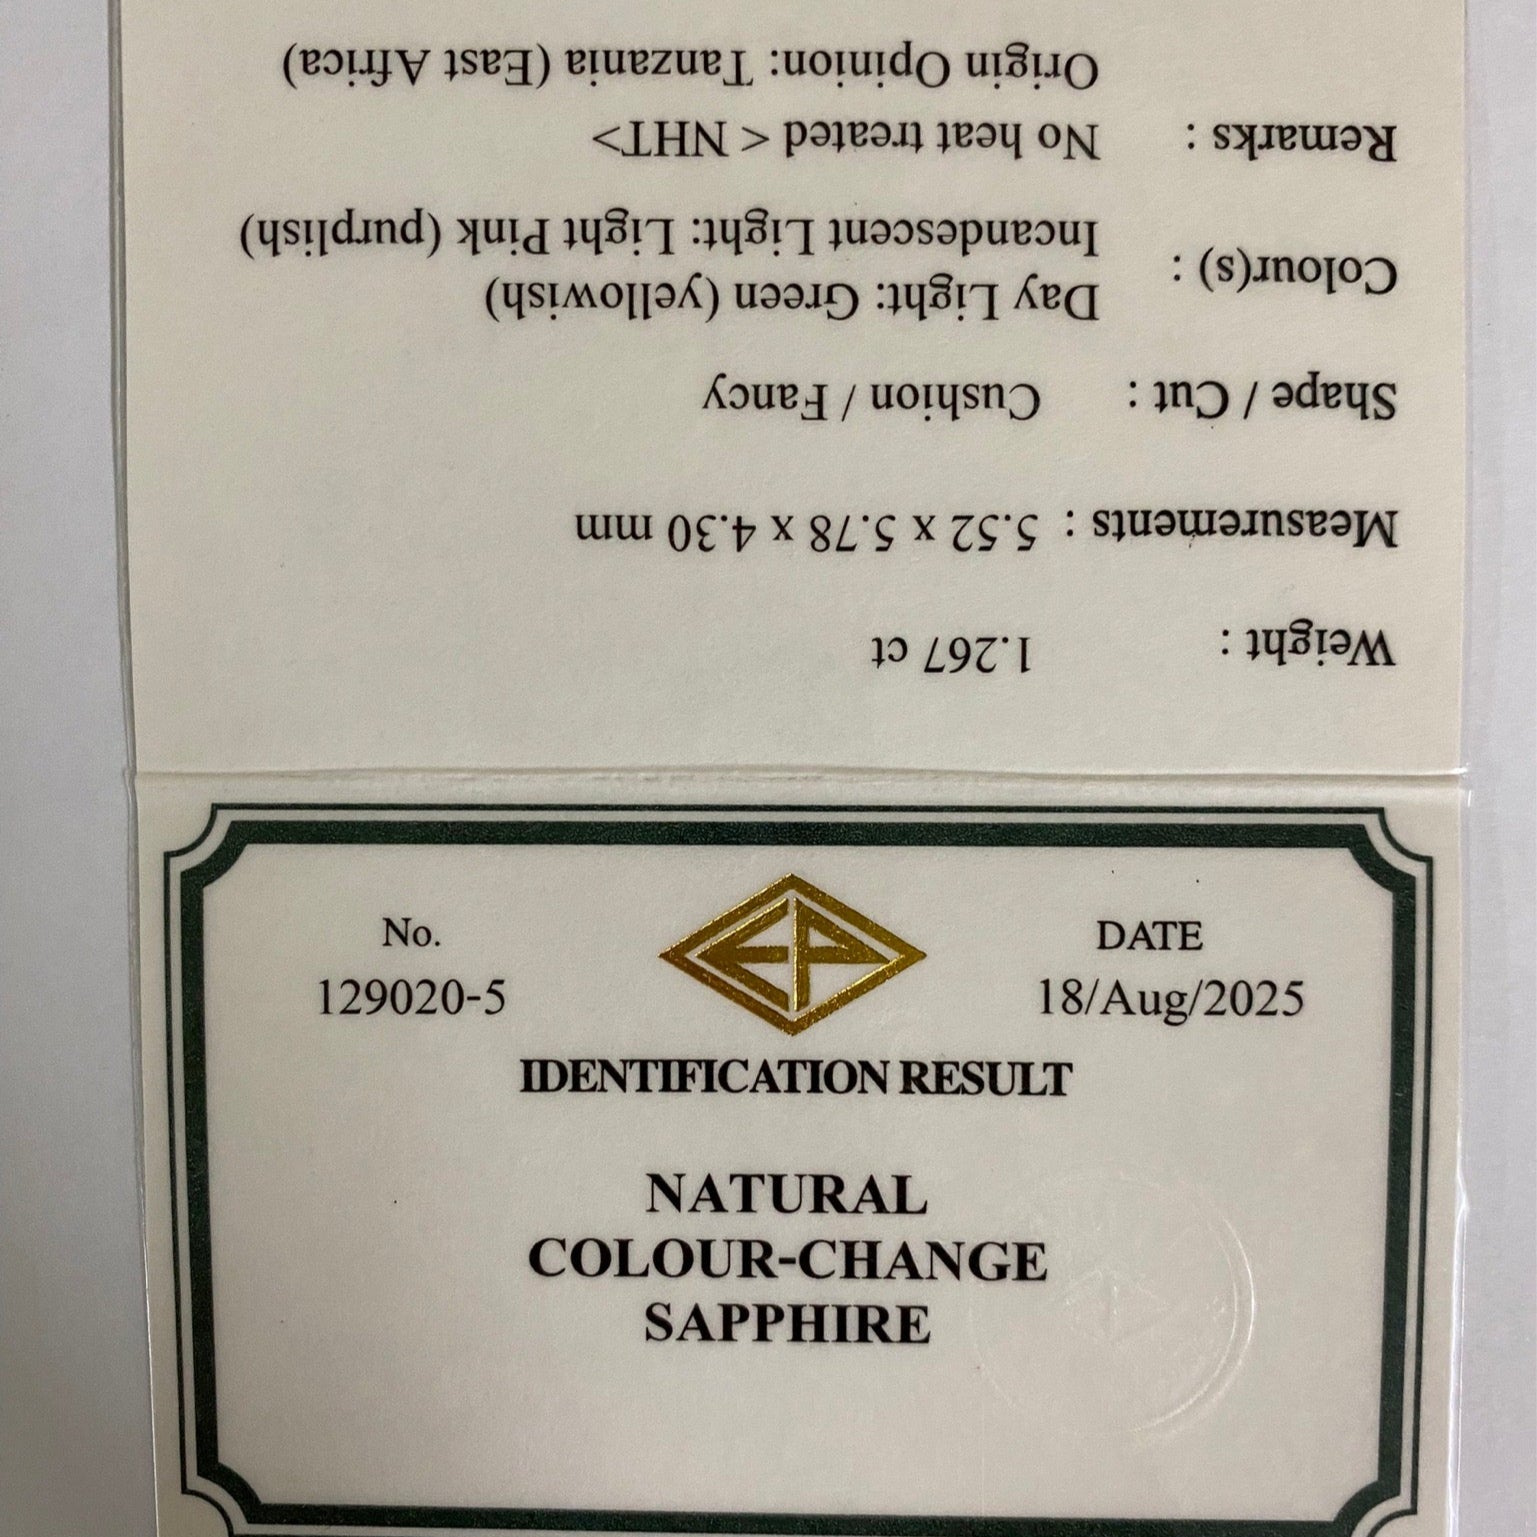 No.
129020-5
EP
DATE
18/Aug/2025
IDENTIFICATION RESULT
NATURAL
COLOUR-CHANGE
SAPPHIRE
Weight : 1.267 ct
Measurements : 5.52 x 5.78 x 4.30 mm
Shape / Cut : Cushion / Fancy
Colour(s) : Day Light: Green (yellowish)
Incandescent Light: Light Pink (purplish)
Remarks : No heat treated < NHT>
Origin Opinion: Tanzania (East Africa)